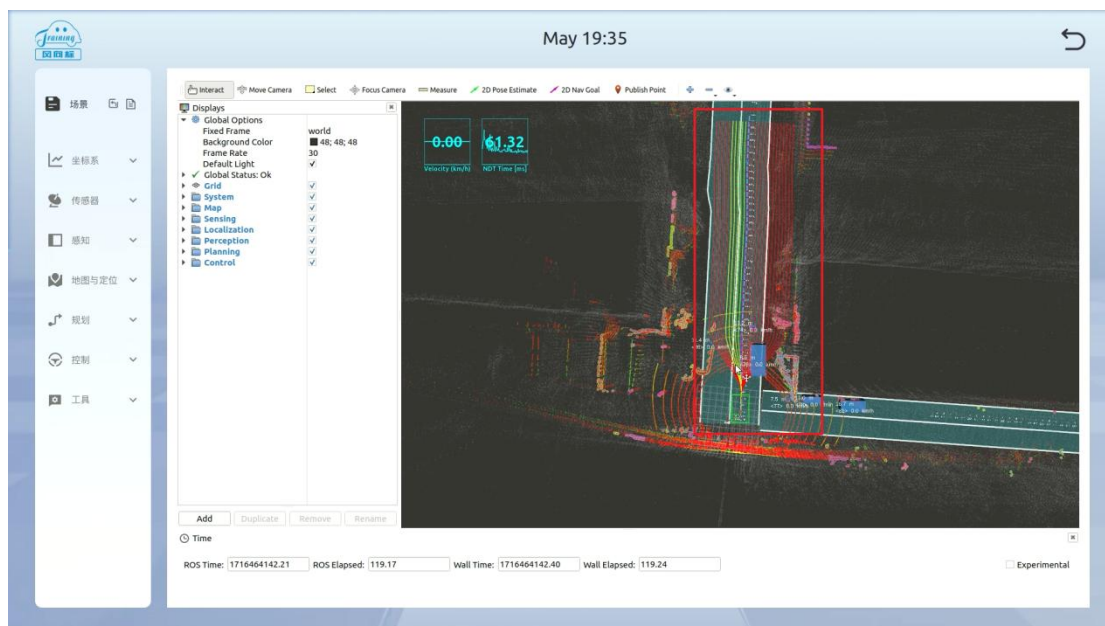 Training
风向标
May 19:35
场景
坐标系
传感器
感知
地图与定位
规划
控制
工具
Interact Move Camera Select Focus Camera Measure 2D Pose Estimate 2D Nav Goal Publish Point
Displays
Global Options
Fixed Frame world
Background Color 48; 48; 48
Frame Rate 30
Default Light
Global Status: Ok
Grid
System
Map
Sensing
Localization
Perception
Planning
Control
0.00 61.32
Velocity (km/h) NDT Time [ms]
Add Duplicate Remove Rename
Time
ROS Time: 1716464142.21 ROS Elapsed: 119.17 Wall Time: 1716464142.40 Wall Elapsed: 119.24 Experimental